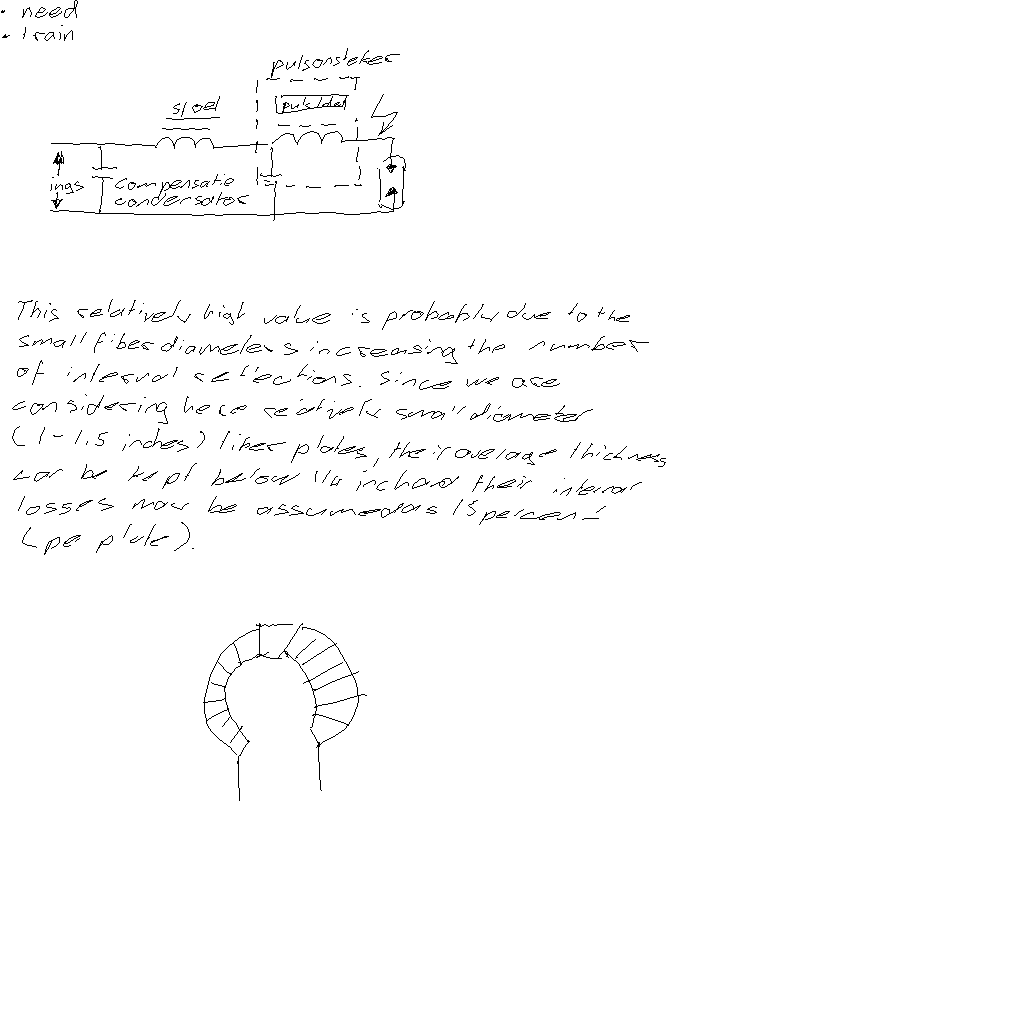 need
train
pulsonsteker
spoel
ings
compensatie
condensator
This relatively high value is probably due to the
small fiber diameters increasing the number
of internal reflections. Since we are
considering here relatively small diameter
(1-1.5 inches) fiber plates, their average thickness
can be kept below 1/4 inch and their internal
losses may be assumed as 15 percent
(pe plate).